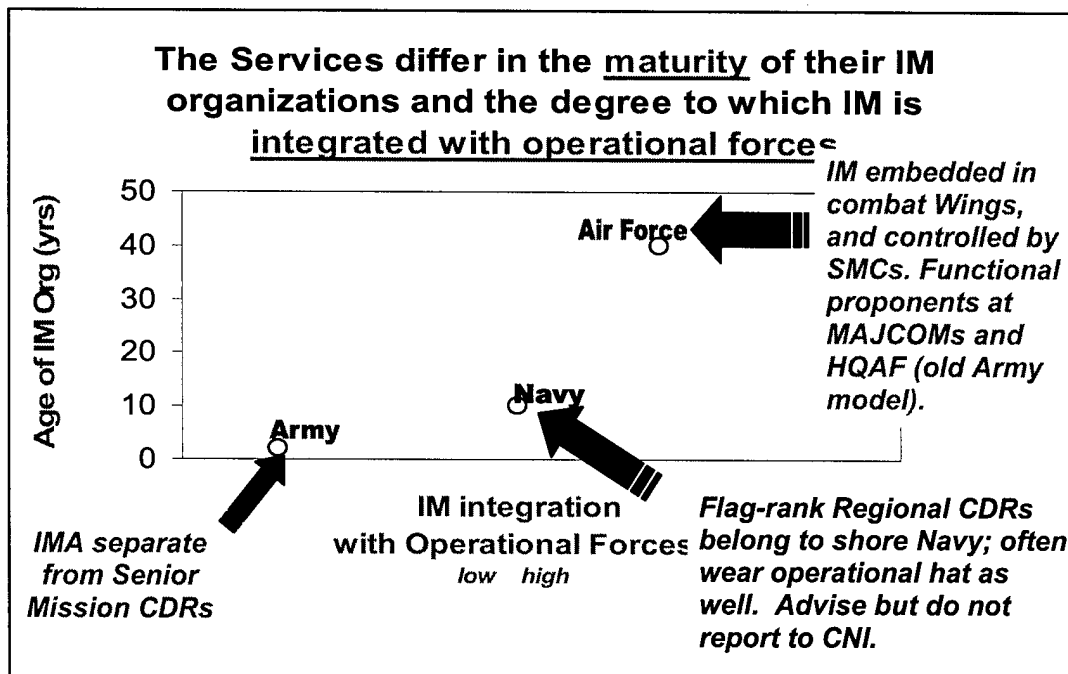 The Services differ in the maturity of their IM
organizations and the degree to which IM is
integrated with operational forces
Age of IM Org (yrs)
50
40
30
20
10
0
Air Force
Navy
Army
IM embedded in
combat Wings,
and controlled by
SMCs. Functional
proponents at
MAJCOMs and
HQAF (old Army
model).
IMA separate
from Senior
Mission CDRs
IM integration
with Operational Forces
low high
Flag-rank Regional CDRs
belong to shore Navy; often
wear operational hat as
well. Advise but do not
report to CNI.